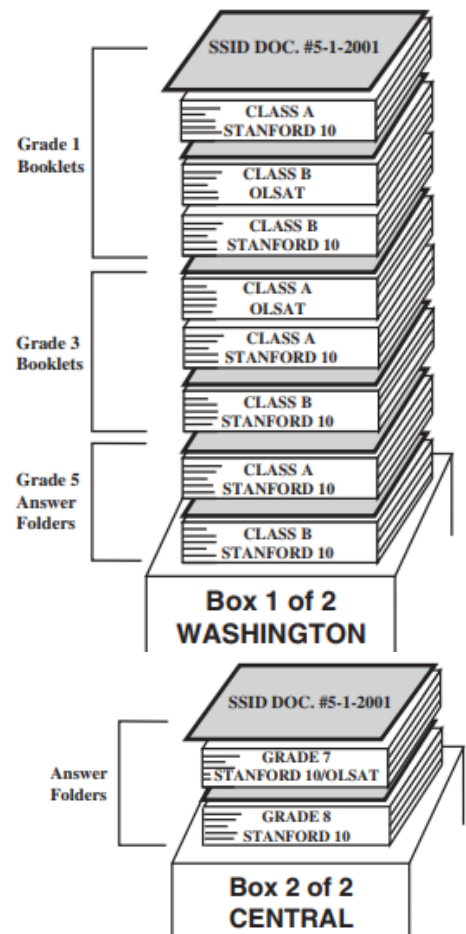 SSID DOC. #5-1-2001
Grade 1
Booklets
CLASS A
STANFORD 10
CLASS B
OLSAT
CLASS B
STANFORD 10
Grade 3
Booklets
CLASS A
OLSAT
CLASS A
STANFORD 10
CLASS B
STANFORD 10
Grade 5
Answer
Folders
CLASS A
STANFORD 10
CLASS B
STANFORD 10
Box 1 of 2
WASHINGTON
SSID DOC. #5-1-2001
Answer
Folders
GRADE 7
STANFORD 10/OLSAT
GRADE 8
STANFORD 10
Box 2 of 2
CENTRAL